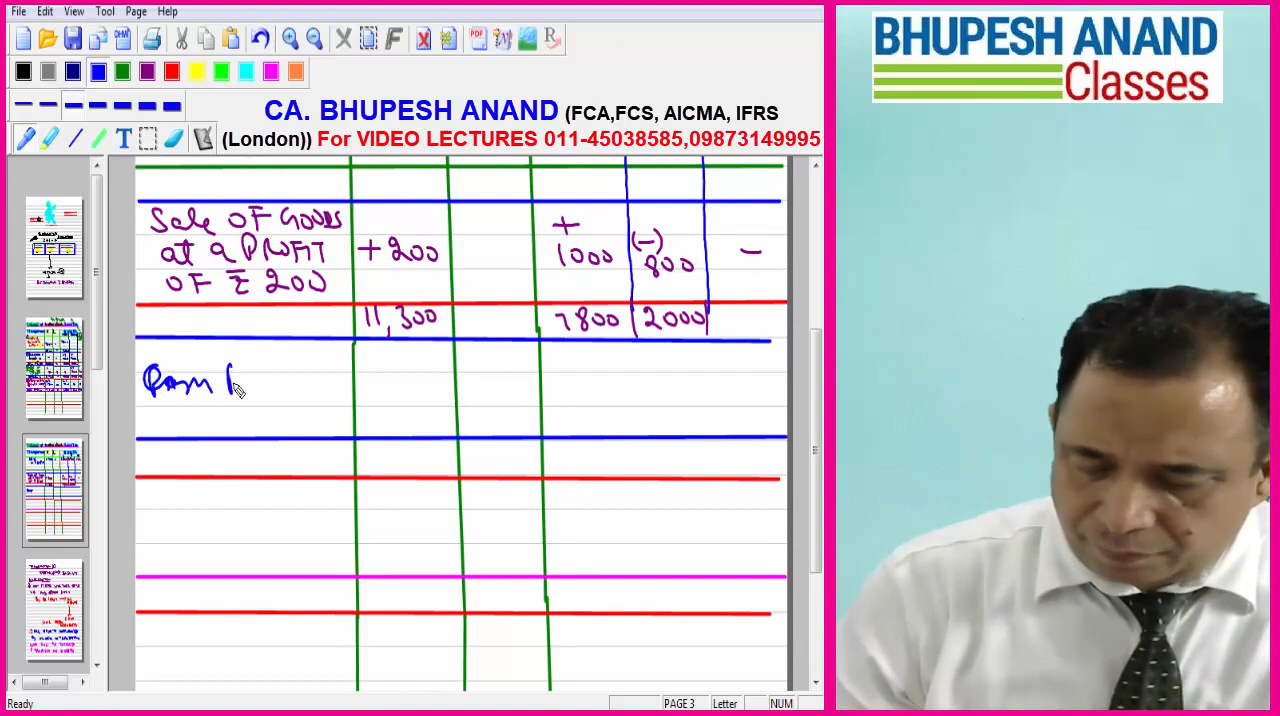 File Edit View Tool Page Help
BHUPESH ANAND
Classes
CA. BHUPESH ANAND (FCA,FCS, AICMA, IFRS
(London)) For VIDEO LECTURES 011-45038585,09873149995
Sale OF GOODS
at a PROFIT
OF ₹ 200
+200
+
1000
(-)
800
-
11,300
7800
2000
Ready
PAGE 3
Letter
NUM